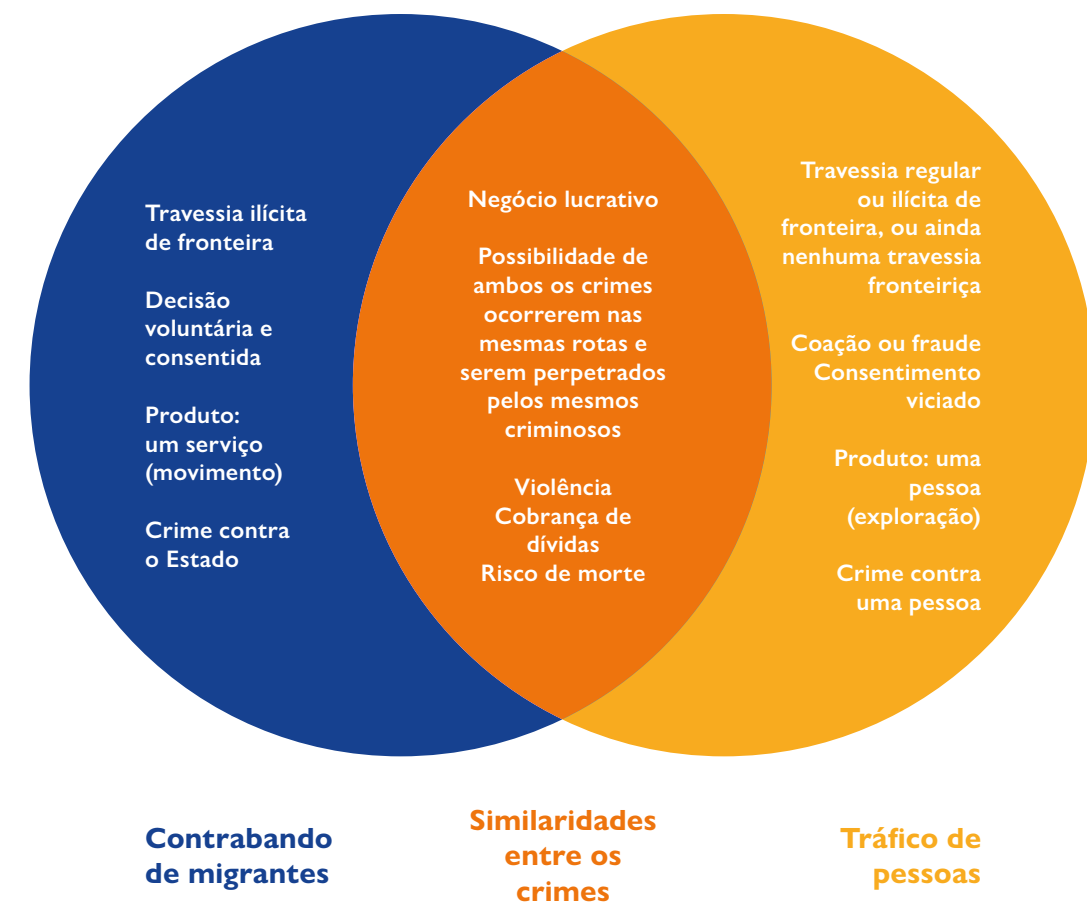 Travessia ilícita
de fronteira
Decisão
voluntária e
consentida
Produto:
um serviço
(movimento)
Crime contra
o Estado
Negócio lucrativo
Possibilidade de
ambos os crimes
ocorrerem nas
mesmas rotas e
serem perpetrados
pelos mesmos
criminosos
Violência
Cobrança de
dívidas
Risco de morte
Travessia regular
ou ilícita de
fronteira, ou ainda
nenhuma travessia
fronteiriça
Coação ou fraude
Consentimento
viciado
Produto: uma
pessoa
(exploração)
Crime contra
uma pessoa
Contrabando
de migrantes
Similaridades
entre os
crimes
Tráfico de
pessoas